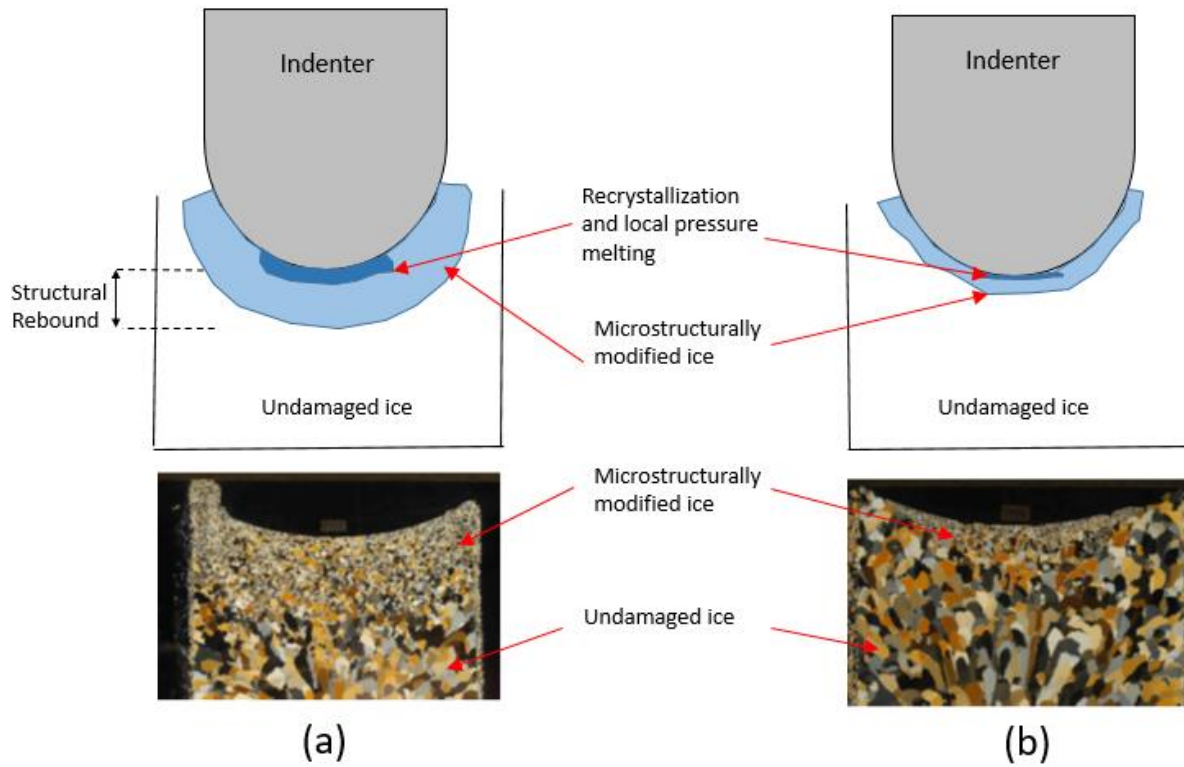 Indenter
Indenter
Recrystallization
and local pressure
melting
Structural
Rebound
Microstructurally
modified ice
Undamaged ice
Undamaged ice
Microstructurally
modified ice
Undamaged ice
(a)
(b)